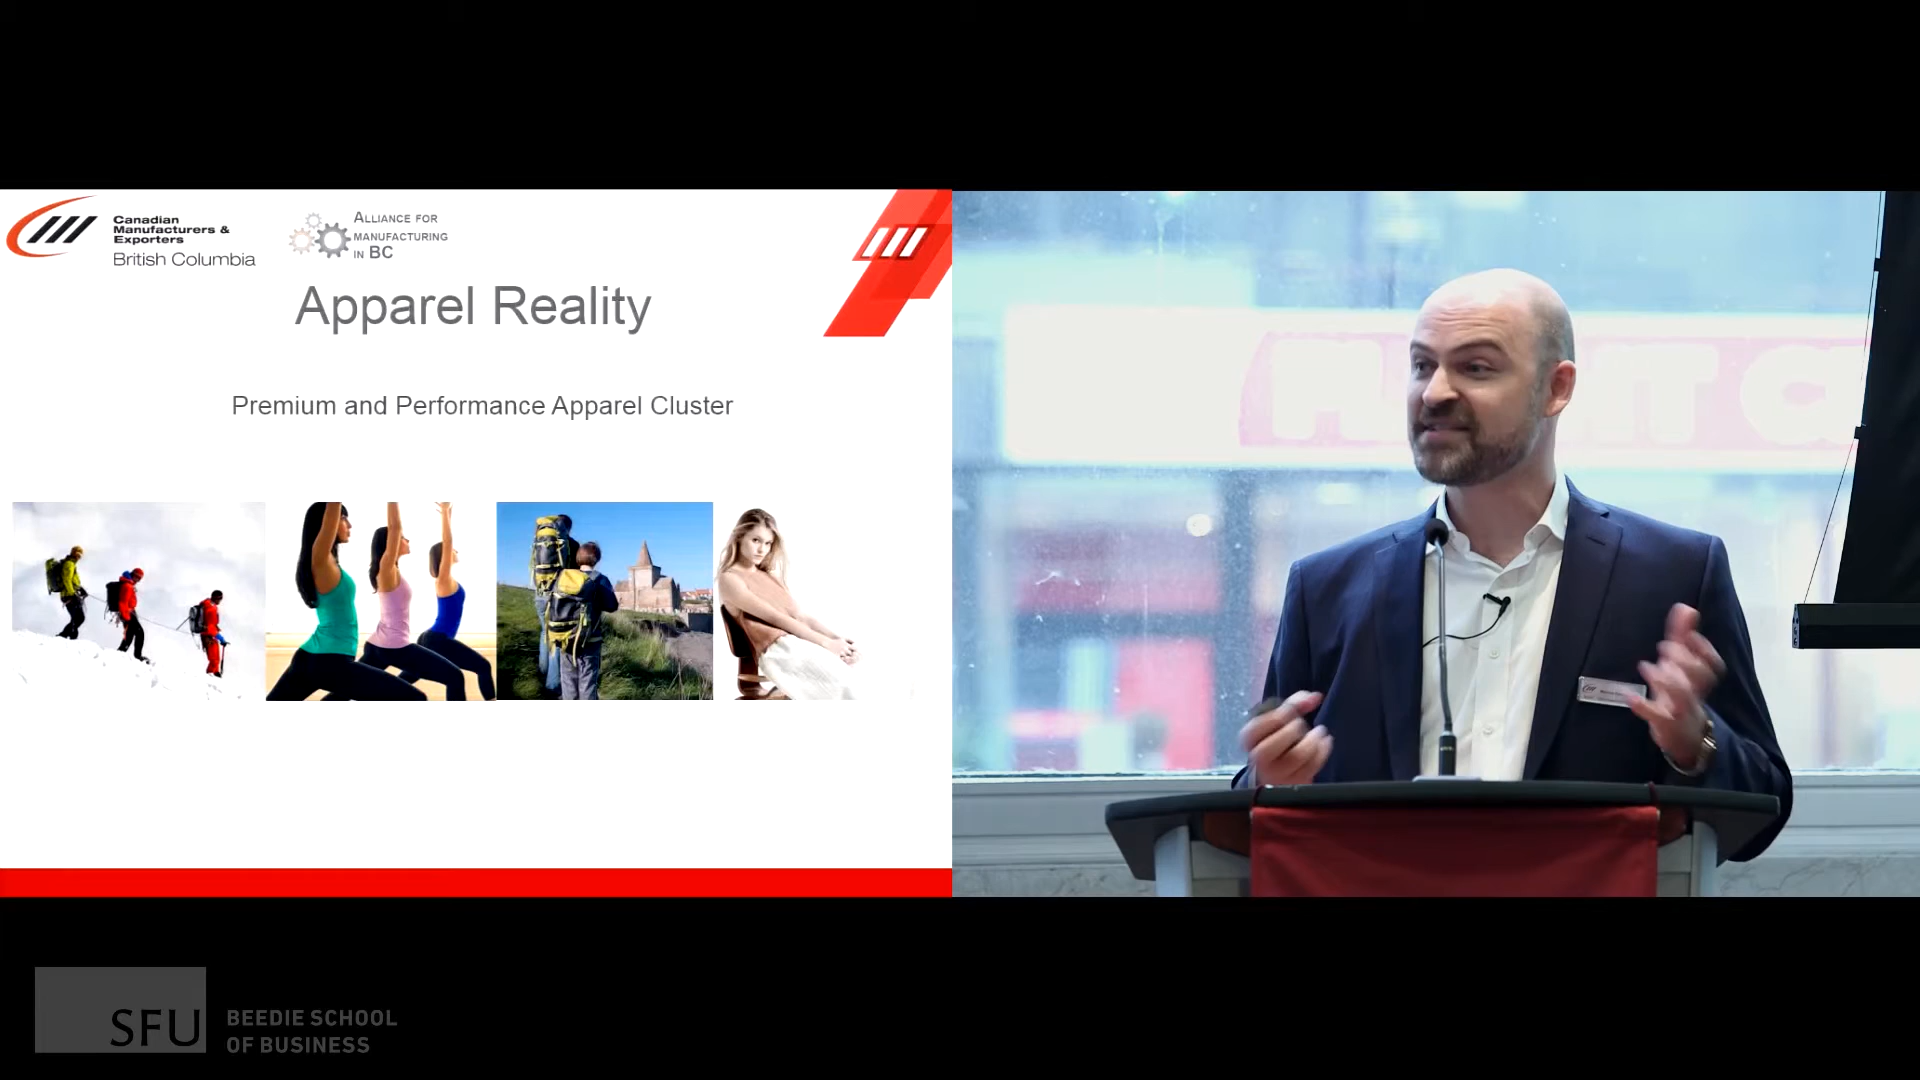 Canadian
Manufacturers &
Exporters
British Columbia
ALLIANCE FOR
MANUFACTURING
IN BC
Apparel Reality
Premium and Performance Apparel Cluster
SFU
BEEDIE SCHOOL
OF BUSINESS